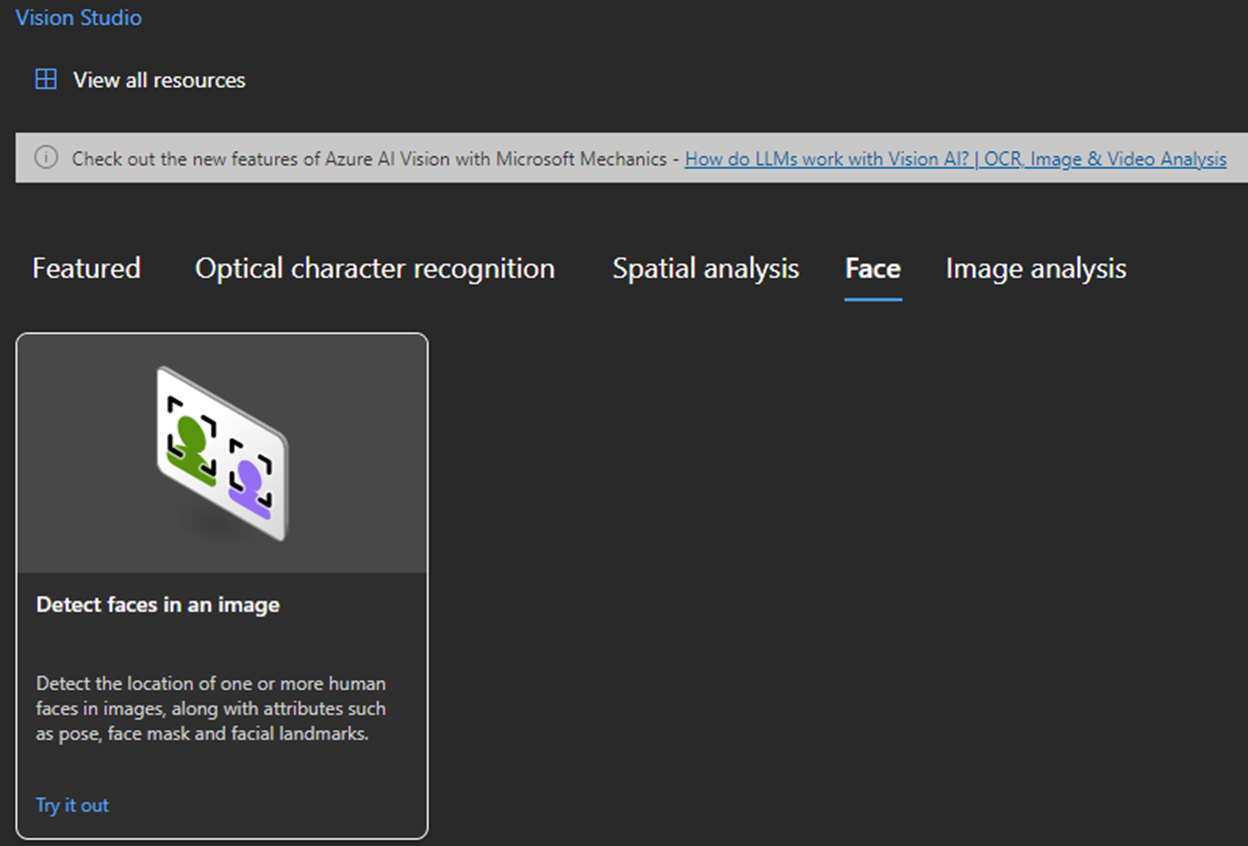 Vision Studio
View all resources
Check out the new features of Azure AI Vision with Microsoft Mechanics - How do LLMs work with Vision AI? | OCR, Image & Video Analysis
Featured Optical character recognition Spatial analysis Face Image analysis
Detect faces in an image
Detect the location of one or more human
faces in images, along with attributes such
as pose, face mask and facial landmarks.
Try it out